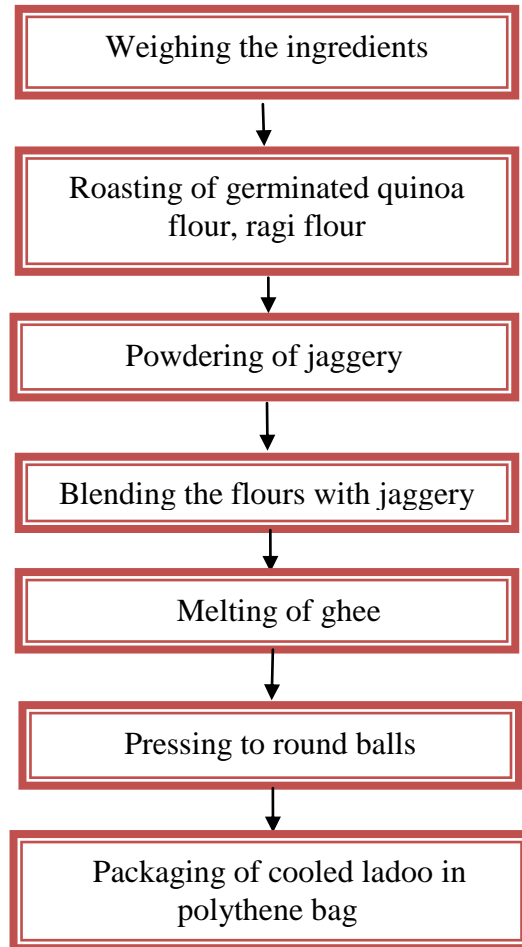 Weighing the ingredients
Roasting of germinated quinoa
flour, ragi flour
Powdering of jaggery
Blending the flours with jaggery
Melting of ghee
Pressing to round balls
Packaging of cooled ladoo in
polythene bag